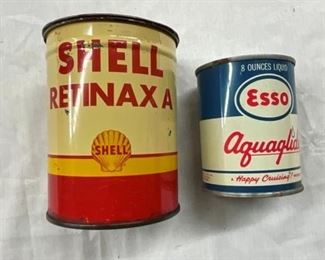 SHELL
RETINAX A
SHELL
8 OUNCES LIQUID
Esso
Happy Cruising!